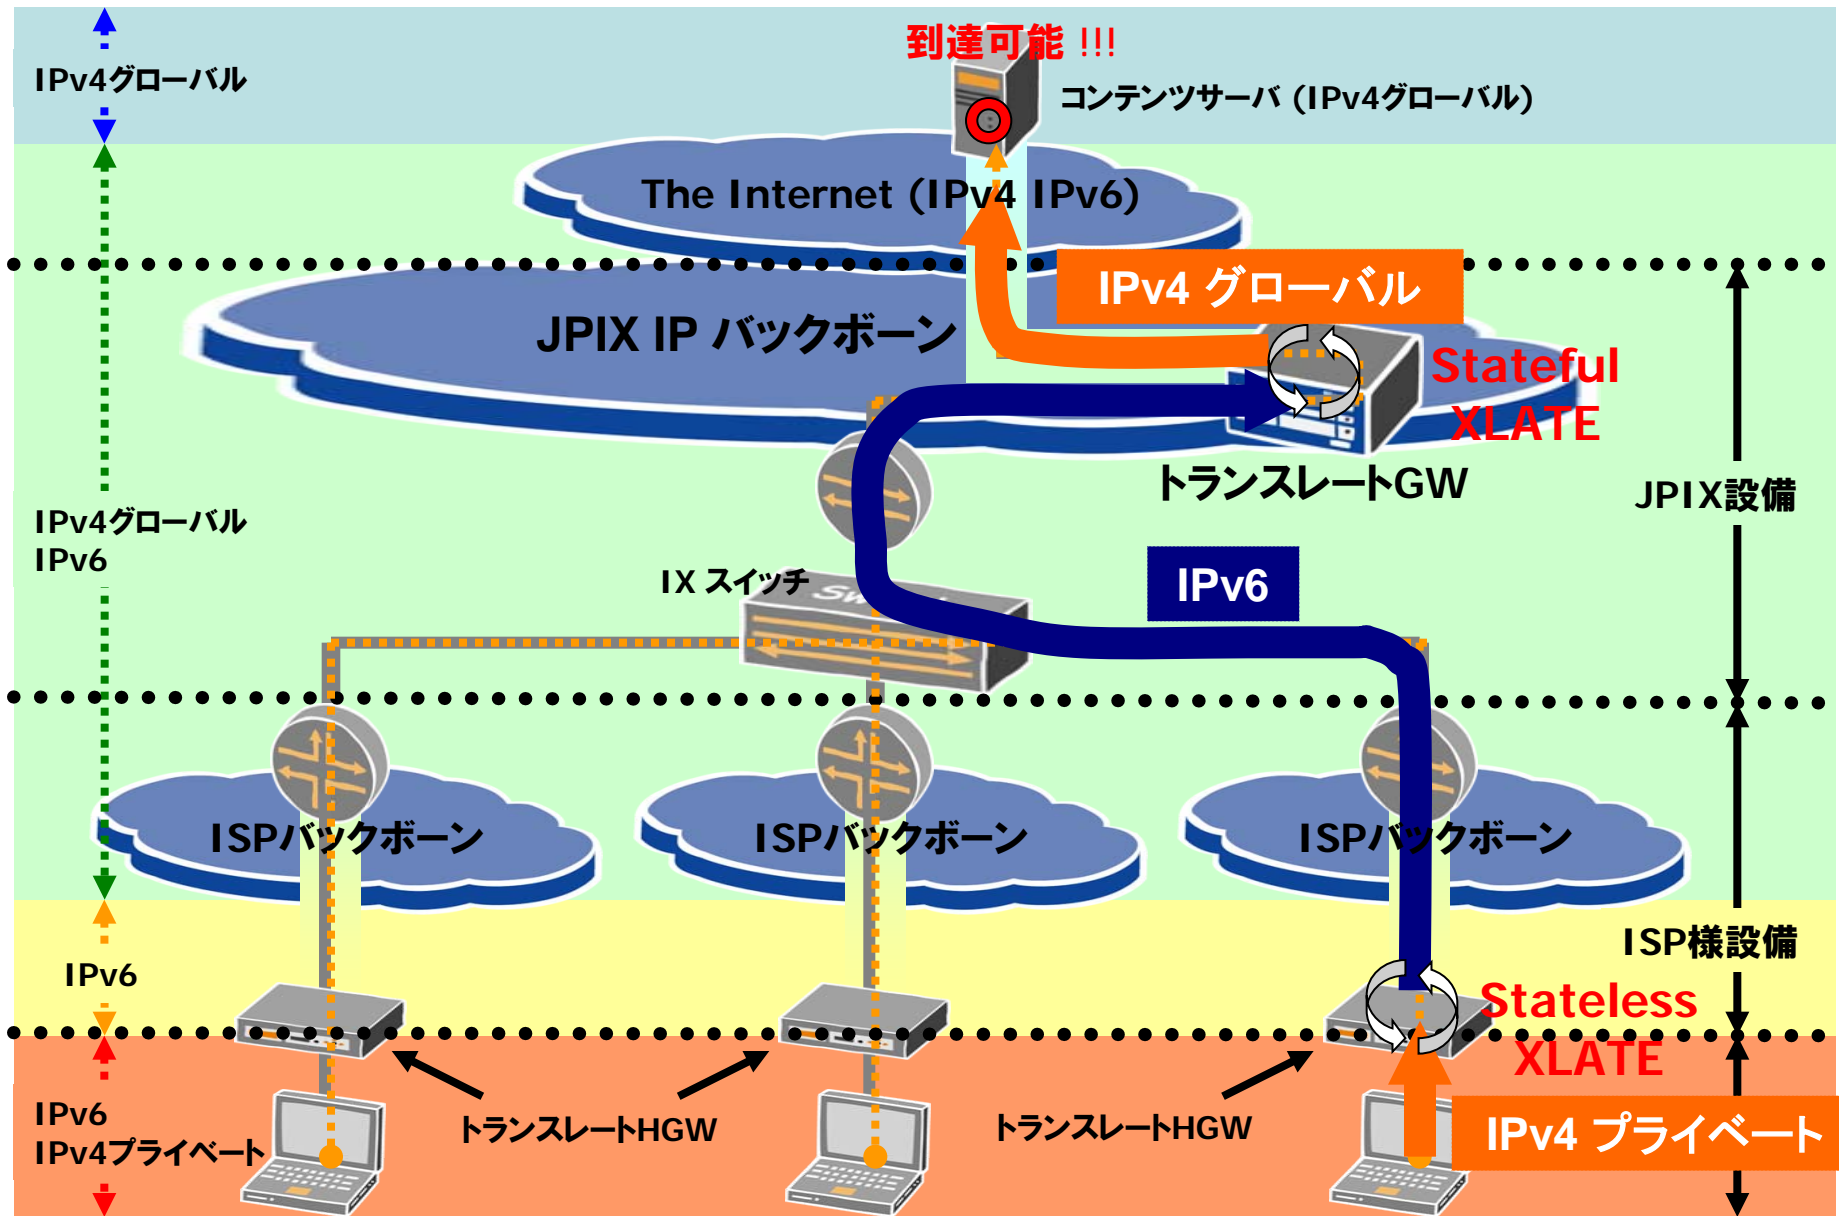 到達可能 !!!
IPv4グローバル
コンテンツサーバ (IPv4グローバル)
The Internet (IPv4 IPv6)
IPv4 グローバル
JPIX IP バックボーン
Stateful
XLATE
トランスレートGW
JPIX設備
IPv4グローバル
IPv6
IX スイッチ
IPv6
ISPバックボーン
ISPバックボーン
ISPバックボーン
ISP様設備
IPv6
Stateless
XLATE
IPv6
IPv4プライベート
トランスレートHGW
トランスレートHGW
IPv4 プライベート